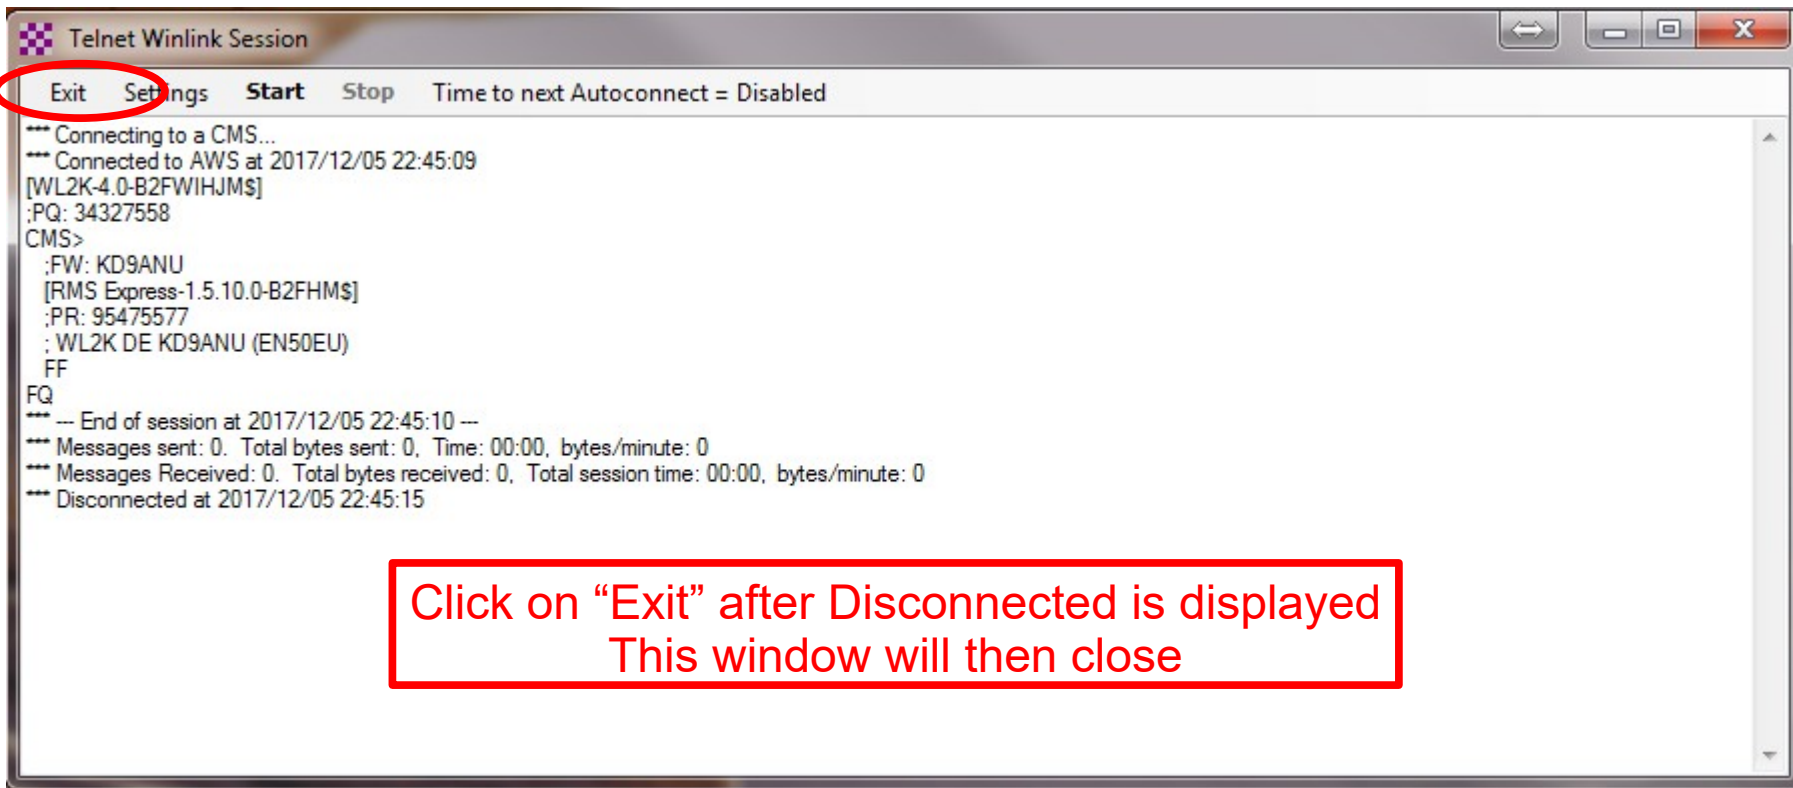 Telnet Winlink Session
Exit Settings Start Stop Time to next Autoconnect = Disabled
*** Connecting to a CMS...
*** Connected to AWS at 2017/12/05 22:45:09
[WL2K-4.0-B2FWIHJM$]
;PQ: 34327558
CMS>
;FW: KD9ANU
[RMS Express-1.5.10.0-B2FHM$]
;PR: 95475577
; WL2K DE KD9ANU (EN50EU)
FF
FQ
*** --- End of session at 2017/12/05 22:45:10 ---
*** Messages sent: 0. Total bytes sent: 0, Time: 00:00, bytes/minute: 0
*** Messages Received: 0. Total bytes received: 0, Total session time: 00:00, bytes/minute: 0
*** Disconnected at 2017/12/05 22:45:15
Click on “Exit” after Disconnected is displayed
This window will then close